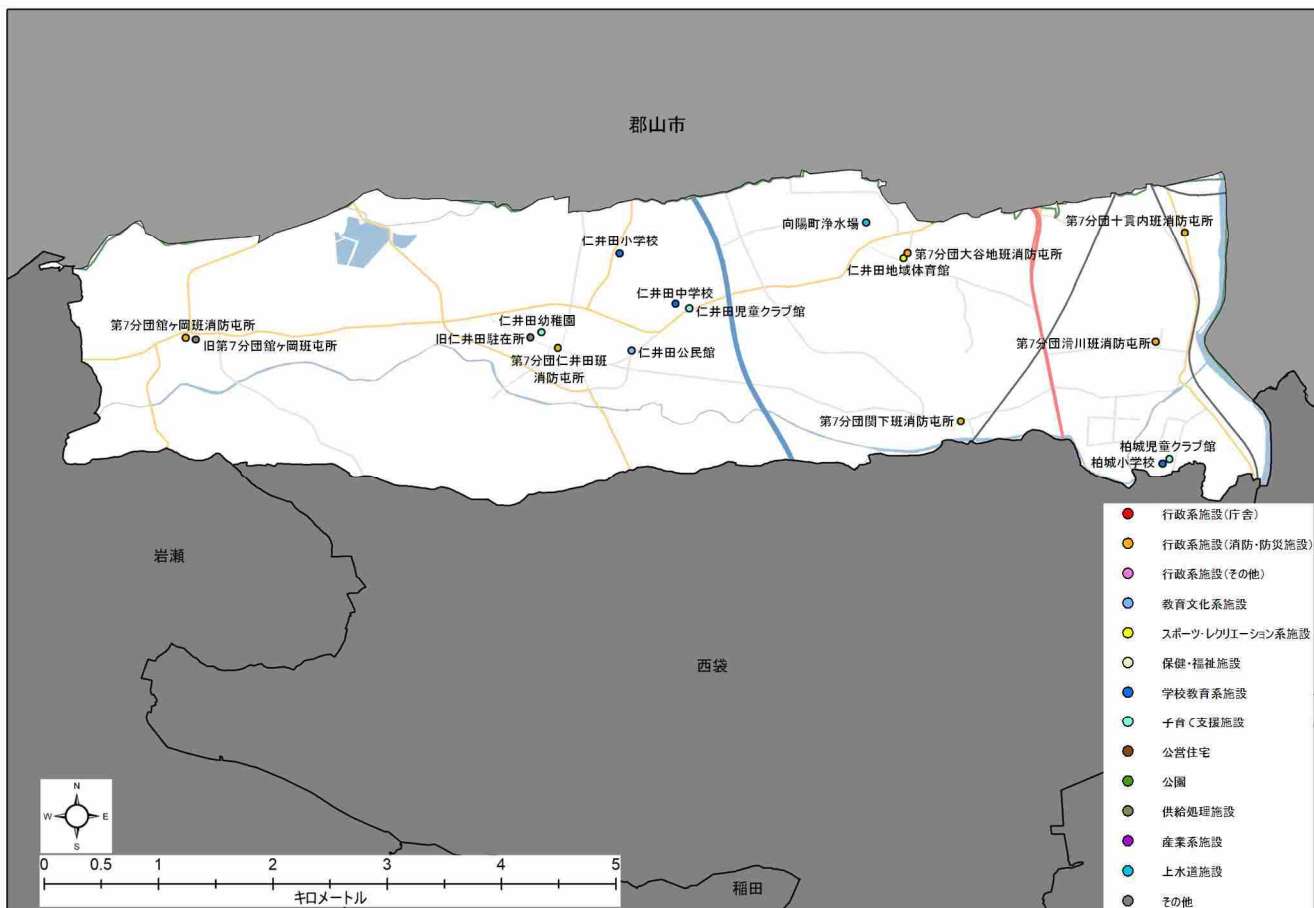 郡山市
向陽町浄水場
第7分団十貫内班消防屯所
仁井田小学校
第7分団大谷地班消防屯所
仁井田地域体育館
仁井田中学校
仁井田児童クラブ館
第7分団舘ヶ岡班消防屯所
仁井田幼稚園
旧第7分団舘ヶ岡班屯所
旧仁井田駐在所
第7分団滑川班消防屯所
第7分団仁井田班
消防屯所
仁井田公民館
第7分団関下班消防屯所
柏城児童クラブ館
柏城小学校
岩瀬
西袋
稲田
行政系施設(庁舎)
行政系施設(消防・防災施設)
行政系施設(その他)
教育文化系施設
スポーツ・レクリエーション系施設
保健・福祉施設
学校教育系施設
子育て支援施設
公営住宅
公園
供給処理施設
産業系施設
上水道施設
その他
N
W E
S
0 0.5 1 2 3 4 5
キロメートル